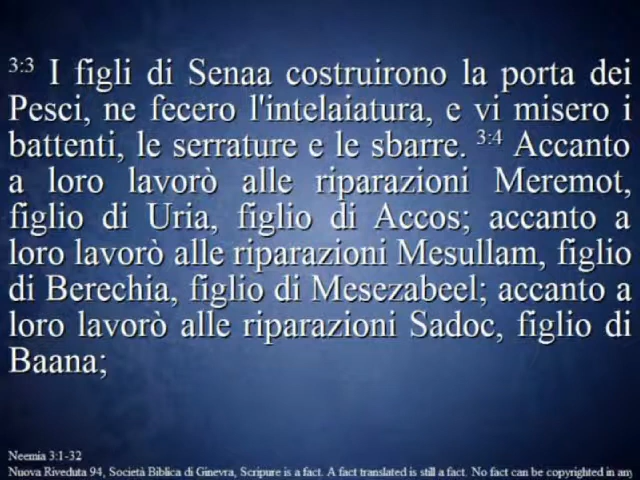 3:3 I figli di Senaa costruirono la porta dei
Pesci, ne fecero l'intelaiatura, e vi misero i
battenti, le serrature e le sbarre. 3:4 Accanto
a loro lavorò alle riparazioni Meremot,
figlio di Uria, figlio di Accos; accanto a
loro lavorò alle riparazioni Mesullam, figlio
di Berechia, figlio di Mesezabeel; accanto a
loro lavorò alle riparazioni Sadoc, figlio di
Baana;
Neemia 3:1-32
Nuova Riveduta 94, Società Biblica di Ginevra, Scripure is a fact. A fact translated is still a fact. No fact can be copyrighted in any